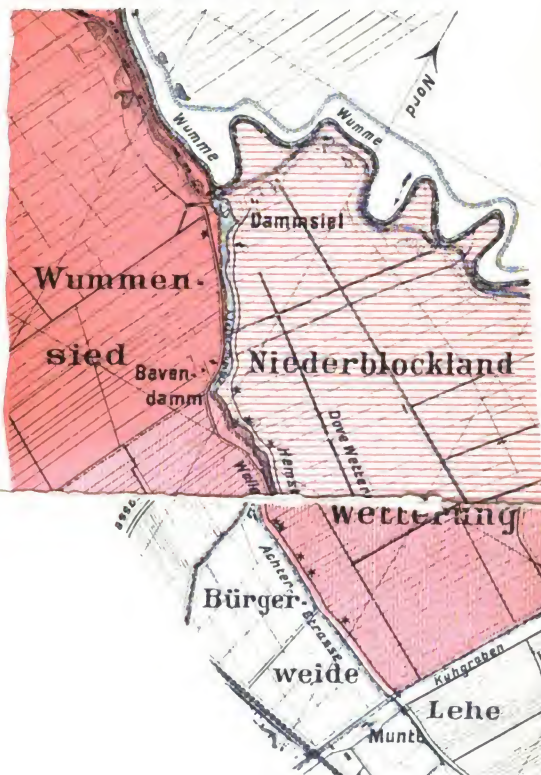 Nord
Wumme
Wumme
Dammsiel
Wummen-
sied
Niederblockland
Baven-
damm
Dove Wetter
Hemst
Wetterung
Achter-
Strasse
Bürger-
weide
Kuhgraben
Lehe
Munte